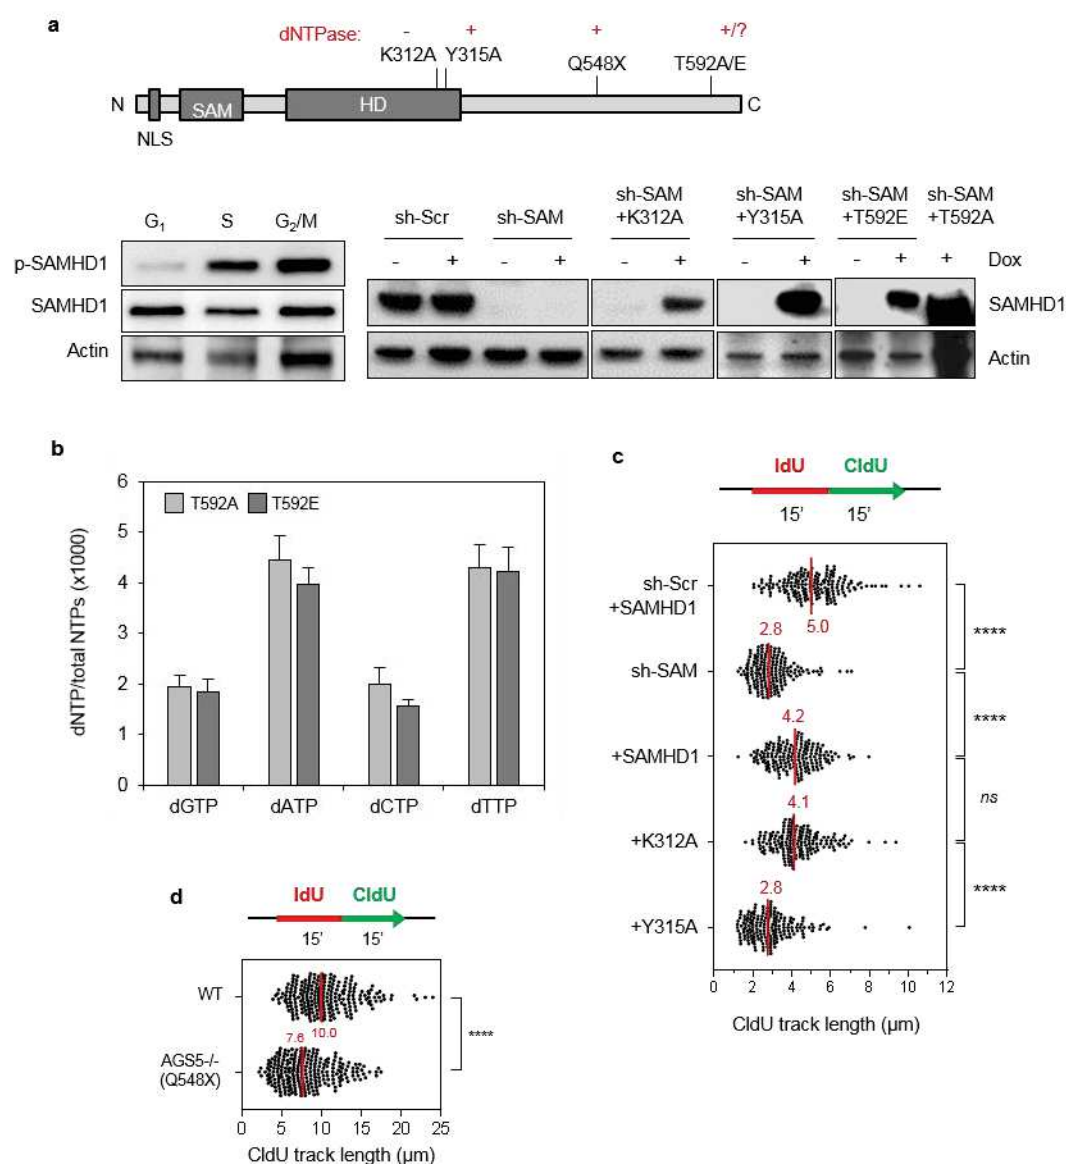 a
dNTPase: - + + +/?
K312A Y315A Q548X T592A/E
N SAM HD C
NLS
G1 S G2/M
p-SAMHD1
SAMHD1
Actin
sh-Scr sh-SAM sh-SAM +K312A sh-SAM +Y315A sh-SAM +T592E sh-SAM +T592A
- + - + - + - + - + + Dox
SAMHD1
Actin
b
dNTP/total NTPs (x1000)
T592A T592E
6
5
4
3
2
1
0
dGTP dATP dCTP dTTP
c
IdU CldU
15' 15'
sh-Scr
+SAMHD1
5.0
****
2.8
sh-SAM
****
4.2
+SAMHD1
ns
4.1
+K312A
****
2.8
+Y315A
0 2 4 6 8 10 12
CldU track length (µm)
d
IdU CldU
15' 15'
WT
10.0
****
7.6
AGS5-/-
(Q548X)
0 5 10 15 20 25
CldU track length (µm)